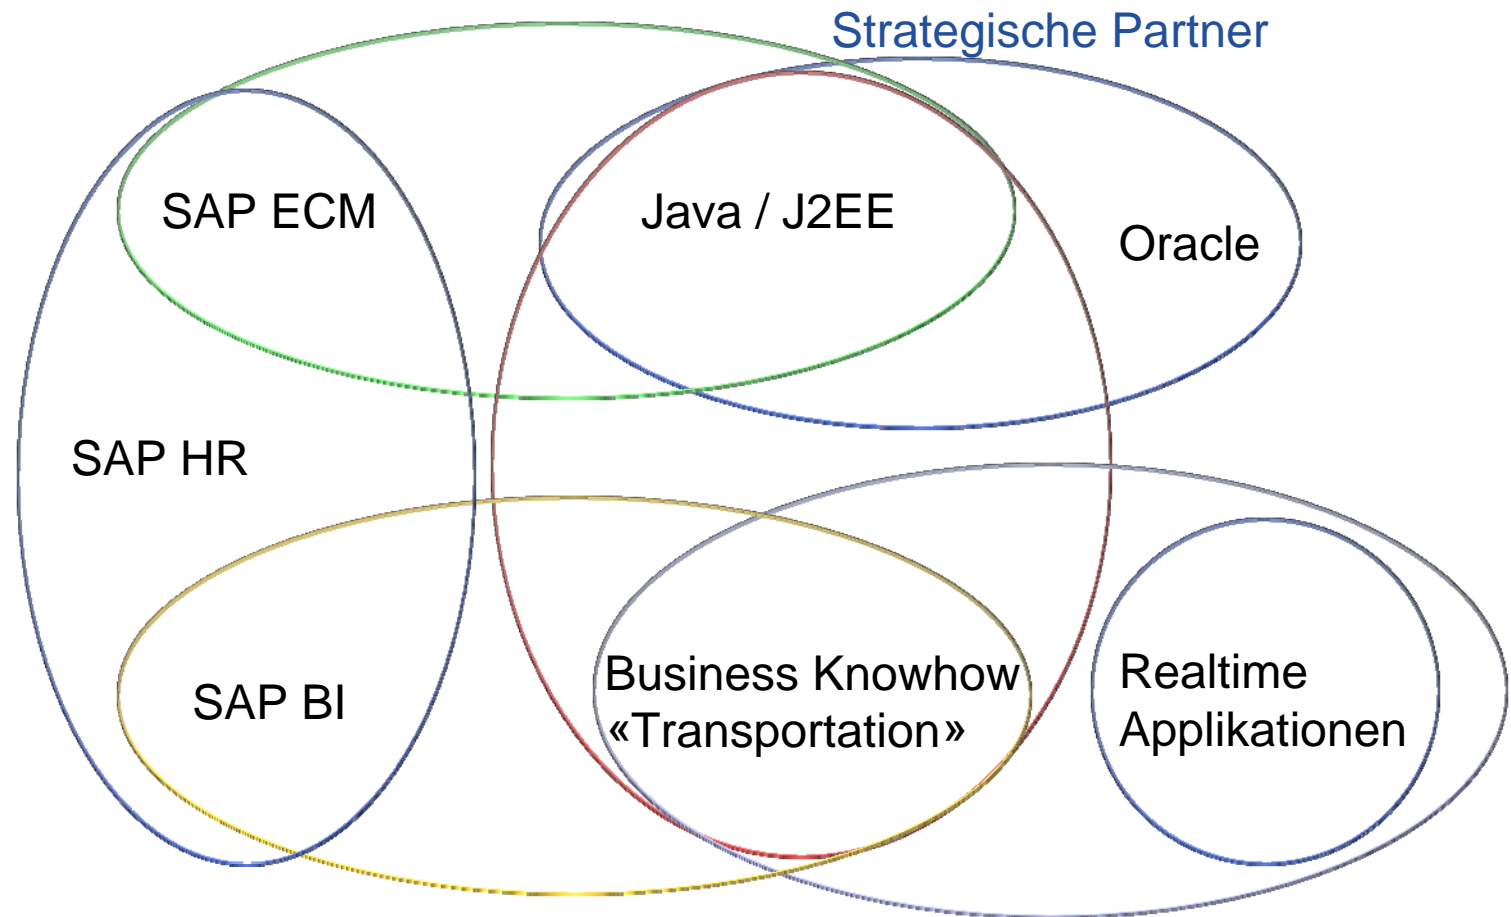 Strategische Partner
SAP ECM
Java / J2EE
Oracle
SAP HR
SAP BI
Business Knowhow
«Transportation»
Realtime
Applikationen